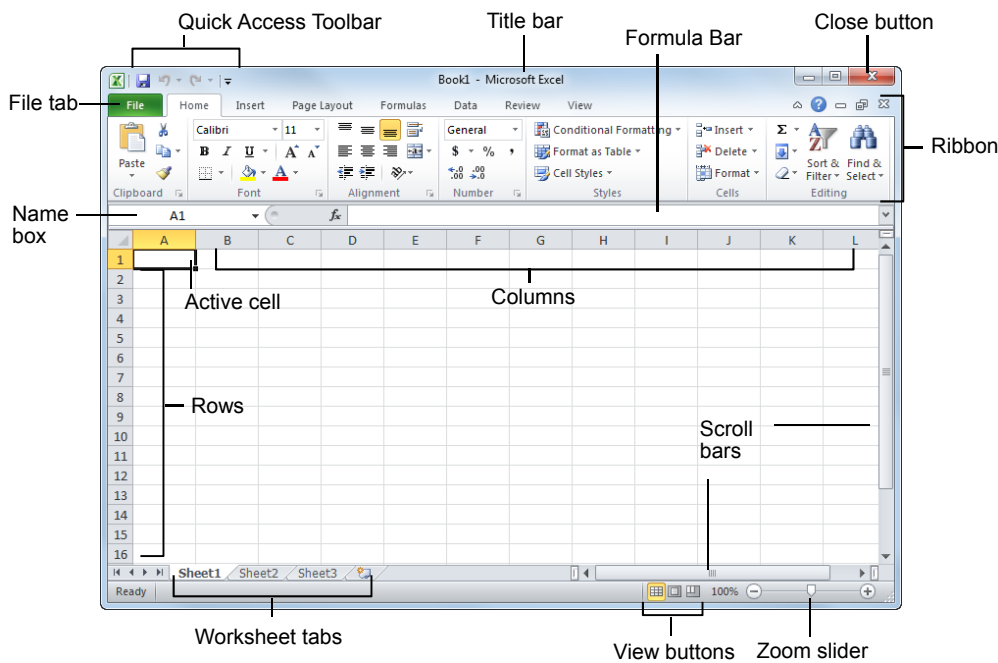 Quick Access Toolbar
Title bar
Close button
Formula Bar
Book1 - Microsoft Excel
File tab
File Home Insert Page Layout Formulas Data Review View
Calibri 11 General Conditional Formatting Insert Σ
Paste B I U A A $ % , Format as Table Delete Sort & Find &
A .00 .0 Cell Styles Format Filter Select
Clipboard Font Alignment Number Styles Cells Editing
Ribbon
Name box
A1 fx
A B C D E F G H I J K L
1
2
3
4
5
6
7
8
9
10
11
12
13
14
15
16
Active cell
Columns
Rows
Scroll
bars
Sheet1 Sheet2 Sheet3
Ready 100%
Worksheet tabs
View buttons
Zoom slider